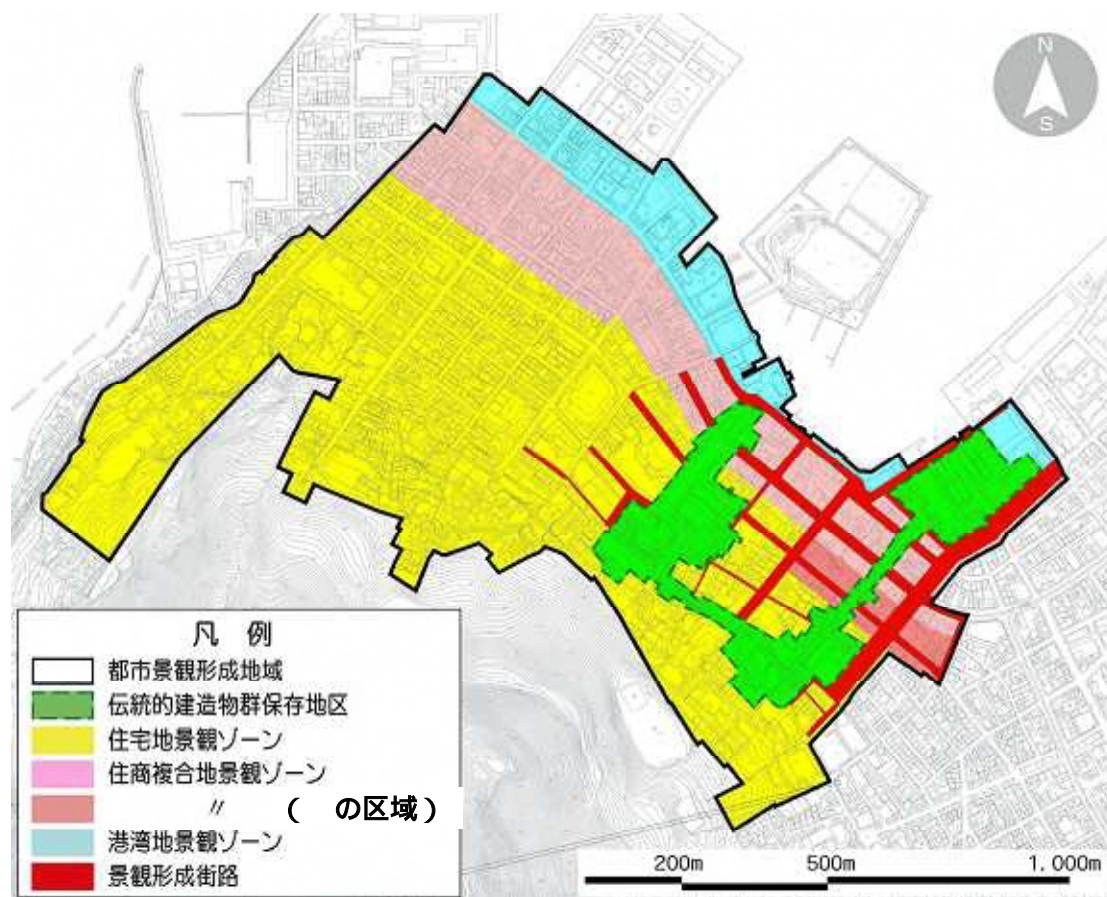 N
S
凡 例
都市景観形成地域
伝統的建造物群保存地区
住宅地景観ゾーン
住商複合地景観ゾーン
〃 ( の区域)
港湾地景観ゾーン
景観形成街路
200m 500m 1.000m